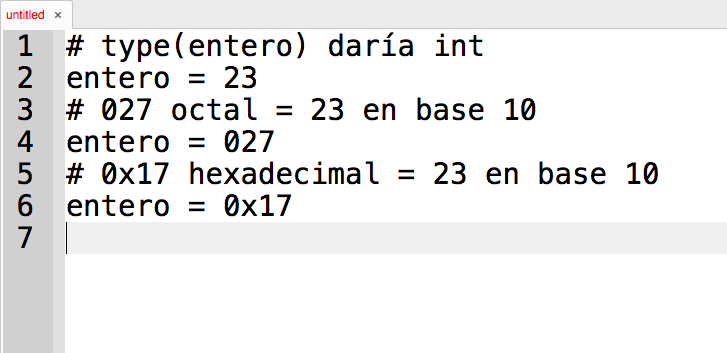 untitled ×
1 # type(entero) daría int
2 entero = 23
3 # 027 octal = 23 en base 10
4 entero = 027
5 # 0x17 hexadecimal = 23 en base 10
6 entero = 0x17
7